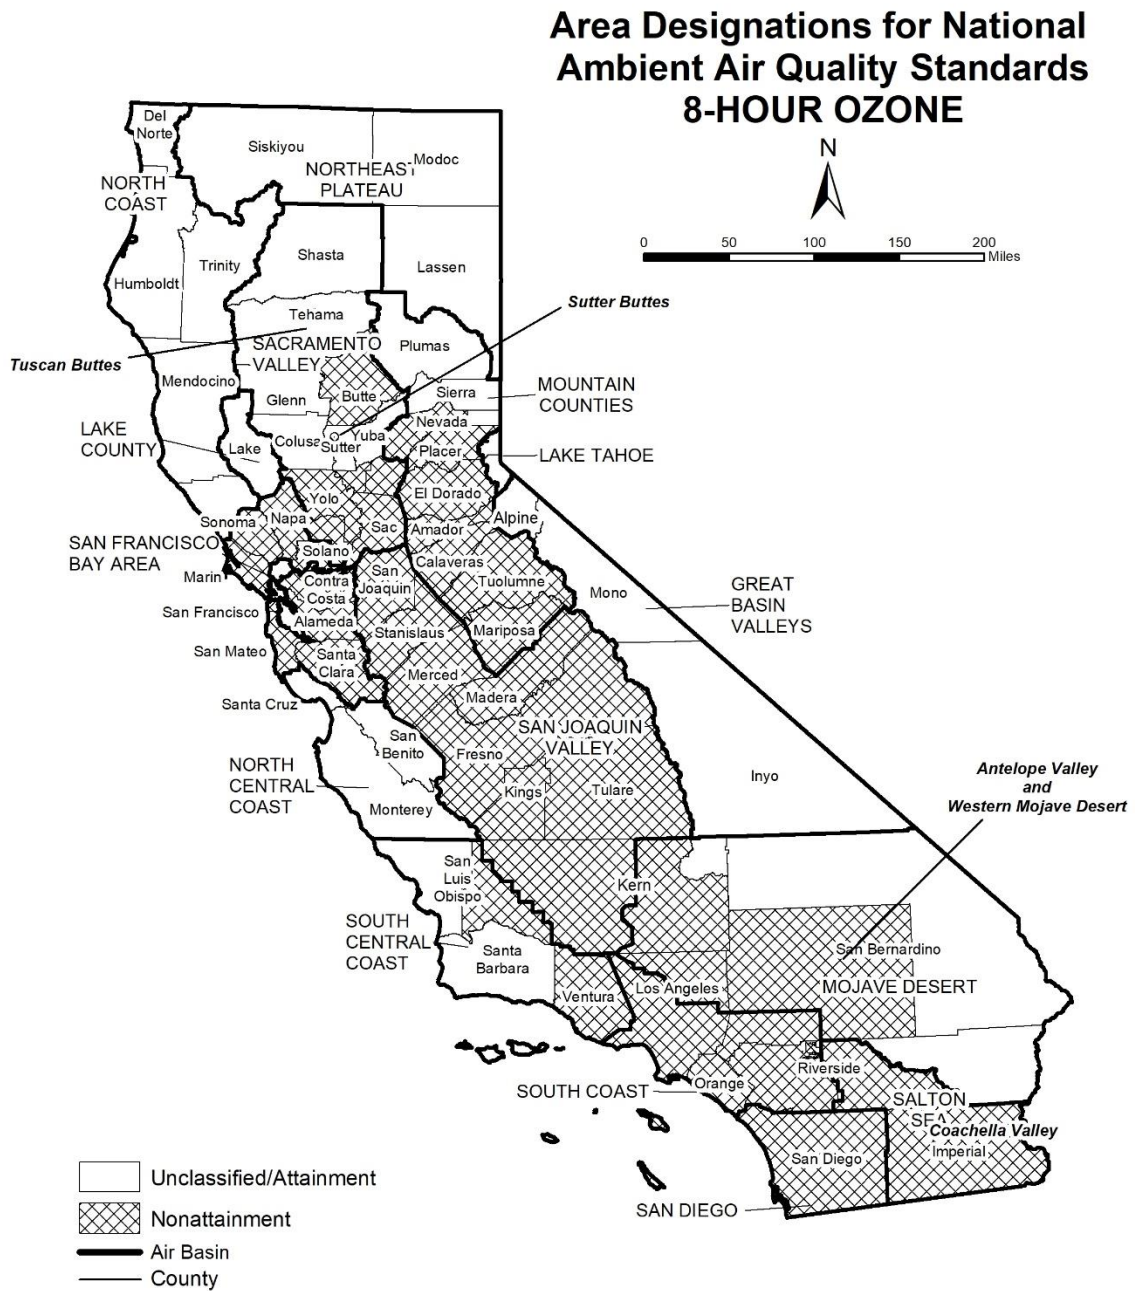 Area Designations for National
Ambient Air Quality Standards
8-HOUR OZONE
N
0 50 100 150 200
Miles
Del
Norte
Siskiyou
Modoc
NORTHEAST
PLATEAU
NORTH
COAST
Shasta
Trinity
Lassen
Humboldt
Sutter Buttes
Tehama
SACRAMENTO
VALLEY
Plumas
Tuscan Buttes
Mendocino
Butte
Sierra
MOUNTAIN
COUNTIES
Glenn
Nevada
LAKE
COUNTY
Lake
Colusa
Sutter
Yuba
Placer
LAKE TAHOE
El Dorado
Yolo
Sonoma
Napa
Sac
Alpine
Amador
SAN FRANCISCO
BAY AREA
Solano
Calaveras
Marin
Contra
Costa
San
Joaquin
Tuolumne
Mono
GREAT
BASIN
VALLEYS
San Francisco
Alameda
Stanislaus
Mariposa
San Mateo
Santa
Clara
Merced
Madera
Santa Cruz
San
Benito
Fresno
SAN JOAQUIN
VALLEY
NORTH
CENTRAL
COAST
Kings
Tulare
Inyo
Monterey
Antelope Valley
and
Western Mojave Desert
San
Luis
Obispo
Kern
SOUTH
CENTRAL
COAST
Santa
Barbara
San Bernardino
MOJAVE DESERT
Ventura
Los Angeles
Riverside
SOUTH COAST
Orange
SALTON
SEA
Coachella Valley
Imperial
San Diego
SAN DIEGO
Unclassified/Attainment
Nonattainment
Air Basin
County